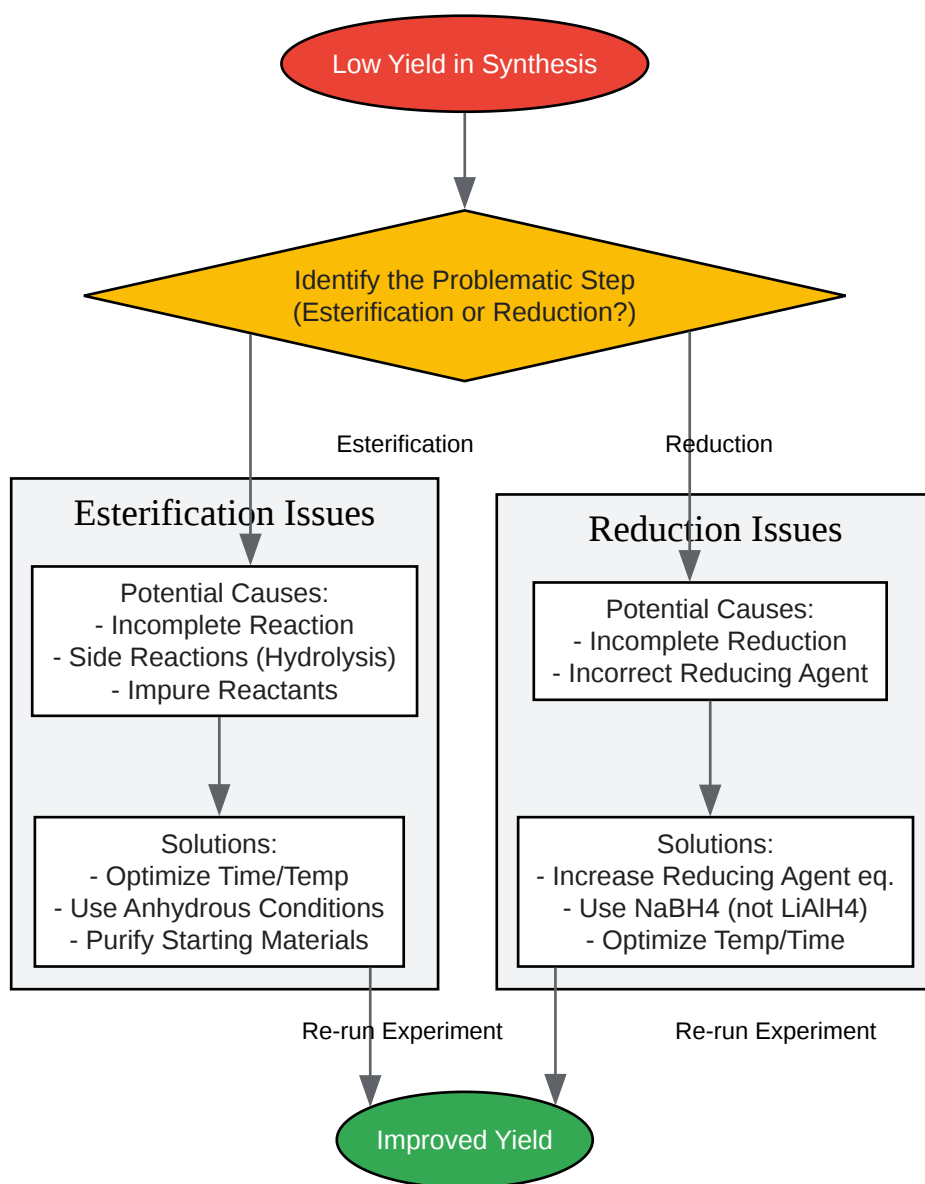 Low Yield in Synthesis
Identify the Problematic Step
(Esterification or Reduction?)
Esterification
Reduction
Esterification Issues
Potential Causes:
- Incomplete Reaction
- Side Reactions (Hydrolysis)
- Impure Reactants
Solutions:
- Optimize Time/Temp
- Use Anhydrous Conditions
- Purify Starting Materials
Reduction Issues
Potential Causes:
- Incomplete Reduction
- Incorrect Reducing Agent
Solutions:
- Increase Reducing Agent eq.
- Use NaBH4 (not LiAlH4)
- Optimize Temp/Time
Re-run Experiment
Re-run Experiment
Improved Yield